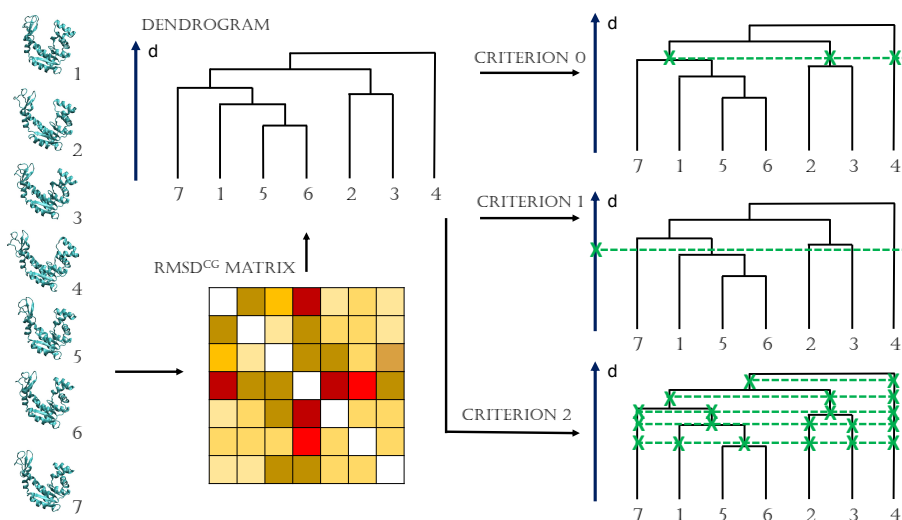 DENDROGRAM
d
7 1 5 6 2 3 4
1
2
3
4
5
6
7
RMSD^CG MATRIX
CRITERION 0
d
7 1 5 6 2 3 4
CRITERION 1
d
7 1 5 6 2 3 4
CRITERION 2
d
7 1 5 6 2 3 4